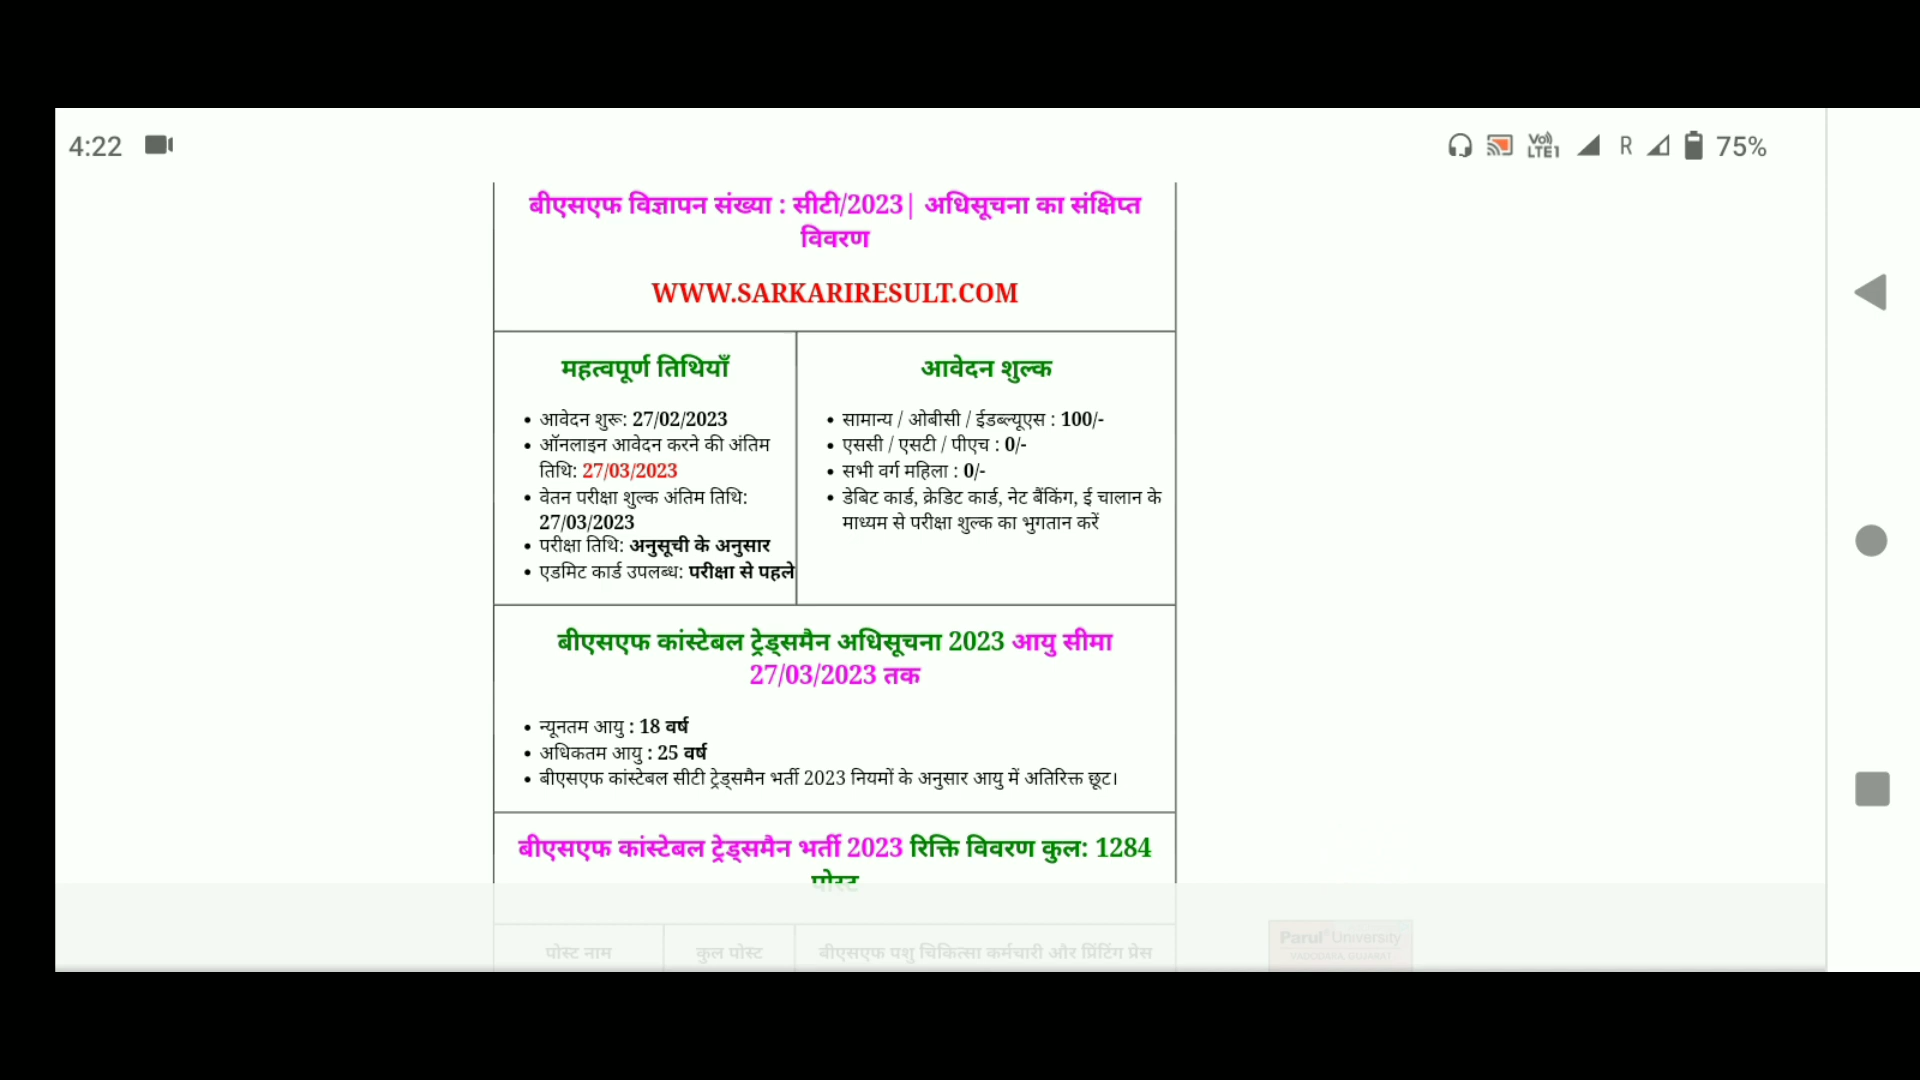 4:22
Vo)) LTE1 R 75%
बीएसएफ विज्ञापन संख्या : सीटी/2023| अधिसूचना का संक्षिप्त
विवरण
WWW.SARKARIRESULT.COM
महत्वपूर्ण तिथियाँ
आवेदन शुरू: 27/02/2023
ऑनलाइन आवेदन करने की अंतिम
तिथि: 27/03/2023
वेतन परीक्षा शुल्क अंतिम तिथि:
27/03/2023
परीक्षा तिथि: अनुसूची के अनुसार
एडमिट कार्ड उपलब्ध: परीक्षा से पहले
आवेदन शुल्क
सामान्य / ओबीसी / ईडब्ल्यूएस : 100/-
एससी / एसटी / पीएच : 0/-
सभी वर्ग महिला : 0/-
डेबिट कार्ड, क्रेडिट कार्ड, नेट बैंकिंग, ई चालान के
माध्यम से परीक्षा शुल्क का भुगतान करें
बीएसएफ कांस्टेबल ट्रेड्समैन अधिसूचना 2023 आयु सीमा
27/03/2023 तक
न्यूनतम आयु : 18 वर्ष
अधिकतम आयु : 25 वर्ष
बीएसएफ कांस्टेबल सीटी ट्रेड्समैन भर्ती 2023 नियमों के अनुसार आयु में अतिरिक्त छूट।
बीएसएफ कांस्टेबल ट्रेड्समैन भर्ती 2023 रिक्ति विवरण कुल: 1284
पोस्ट
पोस्ट नाम
कुल पोस्ट
बीएसएफ पशु चिकित्सा कर्मचारी और प्रिंटिंग प्रेस
Parul University
VADODARA, GUJARAT